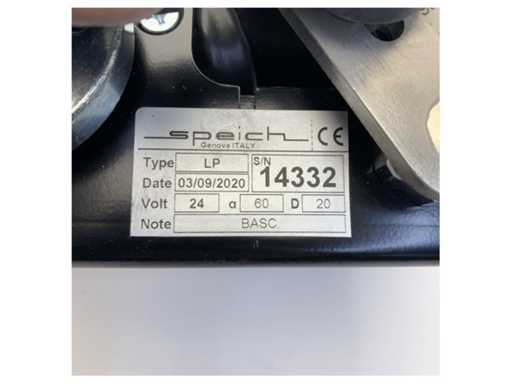 speich
Genova ITALY
CE
Type LP S/N
14332
Date 03/09/2020
Volt 24 α 60 D 20
Note BASC